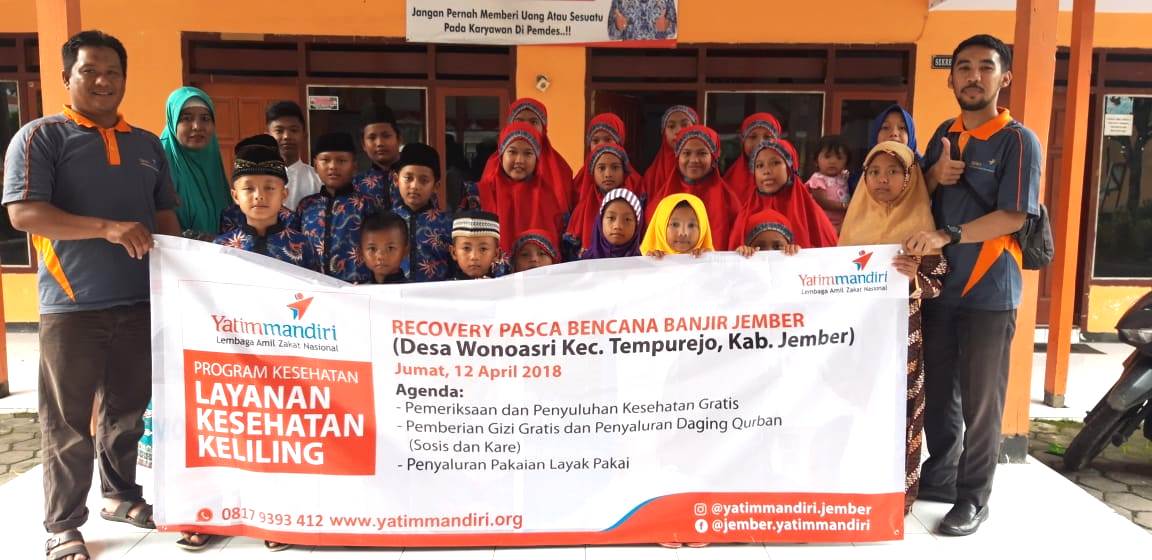 Jangan Pernah Memberi Uang Atau Sesuatu
Pada Karyawan Di Pemdes..!!
SEKRE
Yatimmandiri
Lembaga Amil Zakat Nasional
Yatimmandiri
Lembaga Amil Zakat Nasional
PROGRAM KESEHATAN
LAYANAN
KESEHATAN
KELILING
RECOVERY PASCA BENCANA BANJIR JEMBER
(Desa Wonoasri Kec. Tempurejo, Kab. Jember)
Jumat, 12 April 2018
Agenda:
- Pemeriksaan dan Penyuluhan Kesehatan Gratis
- Pemberian Gizi Gratis dan Penyaluran Daging Qurban
(Sosis dan Kare)
- Penyaluran Pakaian Layak Pakai
0817 9393 412 www.yatimmandiri.org
@yatimmandiri.jember
@jember.yatimmandiri